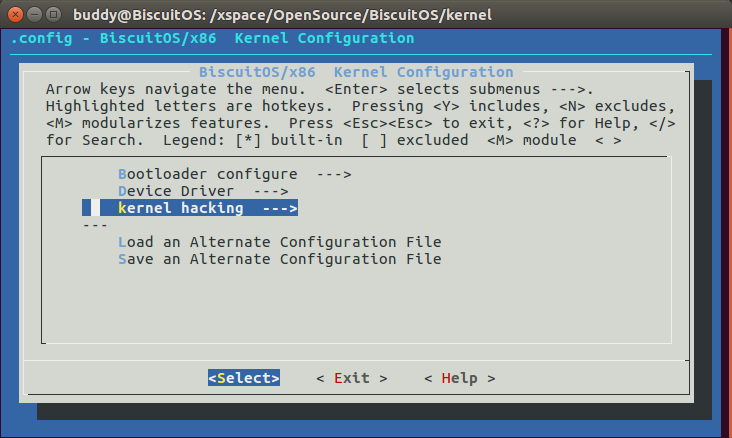 buddy@BiscuitOS: /xspace/OpenSource/BiscuitOS/kernel
.config - BiscuitOS/x86  Kernel Configuration
BiscuitOS/x86  Kernel Configuration
Arrow keys navigate the menu.  <Enter> selects submenus --->.
Highlighted letters are hotkeys.  Pressing <Y> includes, <N> excludes,
<M> modularizes features.  Press <Esc><Esc> to exit, <?> for Help, </>
for Search.  Legend: [*] built-in  [ ] excluded  <M> module  < >
Bootloader configure  --->
Device Driver  --->
kernel hacking  --->
---
Load an Alternate Configuration File
Save an Alternate Configuration File
<Select>    < Exit >    < Help >